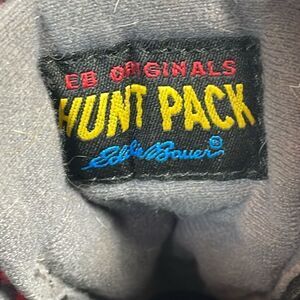 EB ORIGINALS
HUNT PACK
Eddie Bauer®